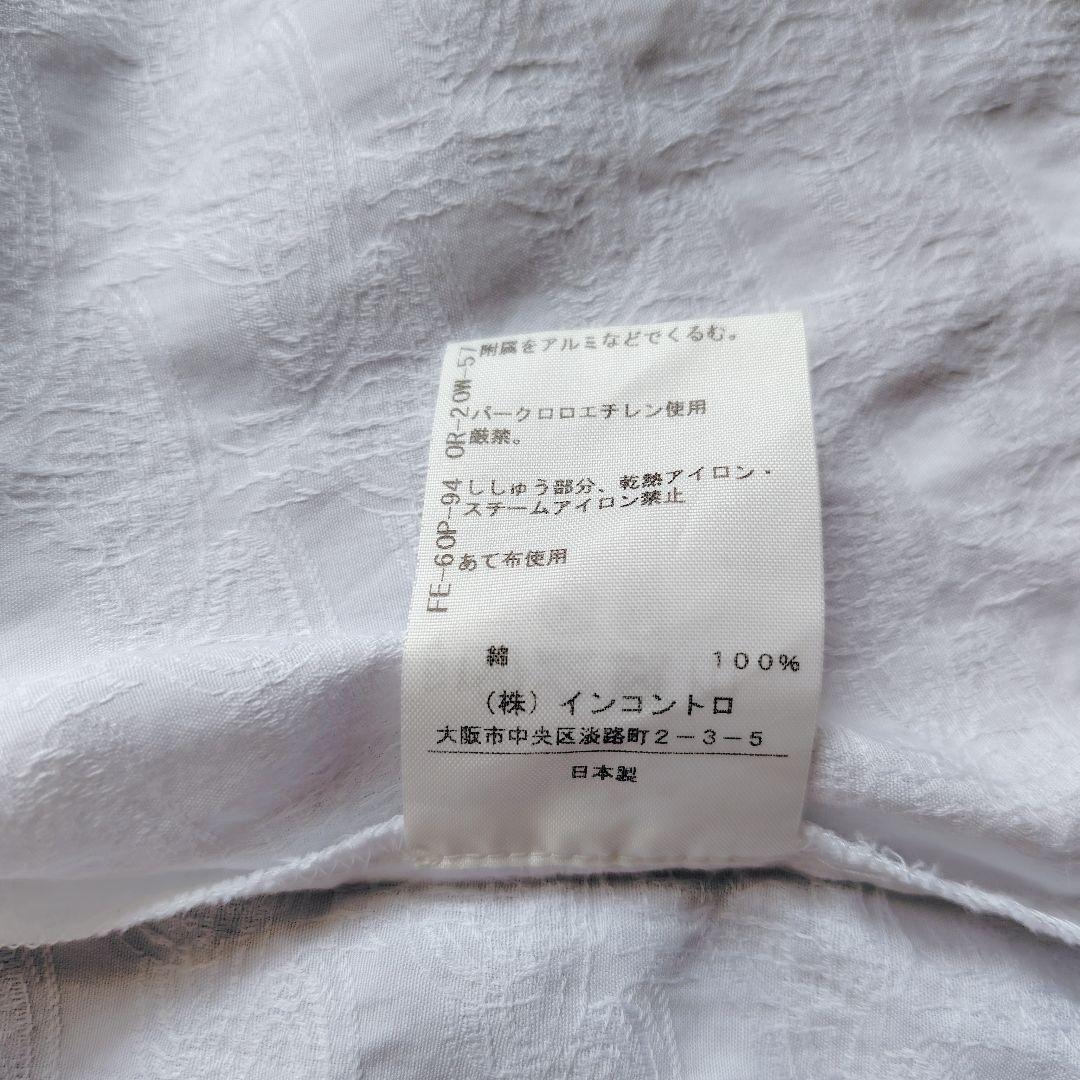 附属をアルミなどでくるむ。
パークロロエチレン使用
厳禁。
ししゅう部分、乾熱アイロン・
スチームアイロン禁止
あて布使用
FE-60P-94 OR-20W-57
綿 100%
（株）インコントロ
大阪市中央区淡路町2-3-5
日本製